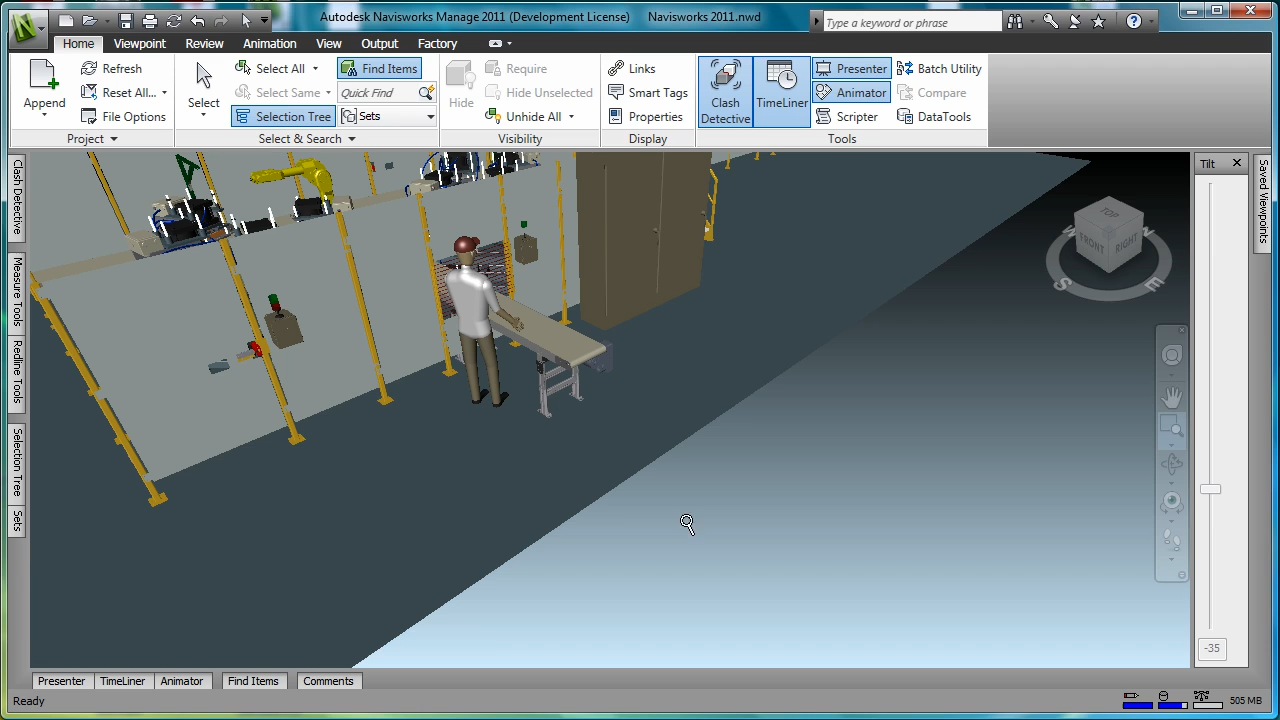 Autodesk Navisworks Manage 2011 (Development License) Navisworks 2011.nwd
Type a keyword or phrase
Home Viewpoint Review Animation View Output Factory
Append
Refresh
Reset All...
File Options
Project
Select
Select All
Select Same
Selection Tree
Find Items
Quick Find
Sets
Select & Search
Hide
Require
Hide Unselected
Unhide All
Visibility
Links
Smart Tags
Properties
Display
Clash
Detective
TimeLiner
Presenter
Animator
Scripter
Batch Utility
Compare
DataTools
Tools
Clash Detective
Measure Tools
Redline Tools
Selection Tree
Sets
TOP
FRONT
RIGHT
W
N
S
E
Tilt
-35
Saved Viewpoints
Presenter TimeLiner Animator Find Items Comments
Ready
505 MB